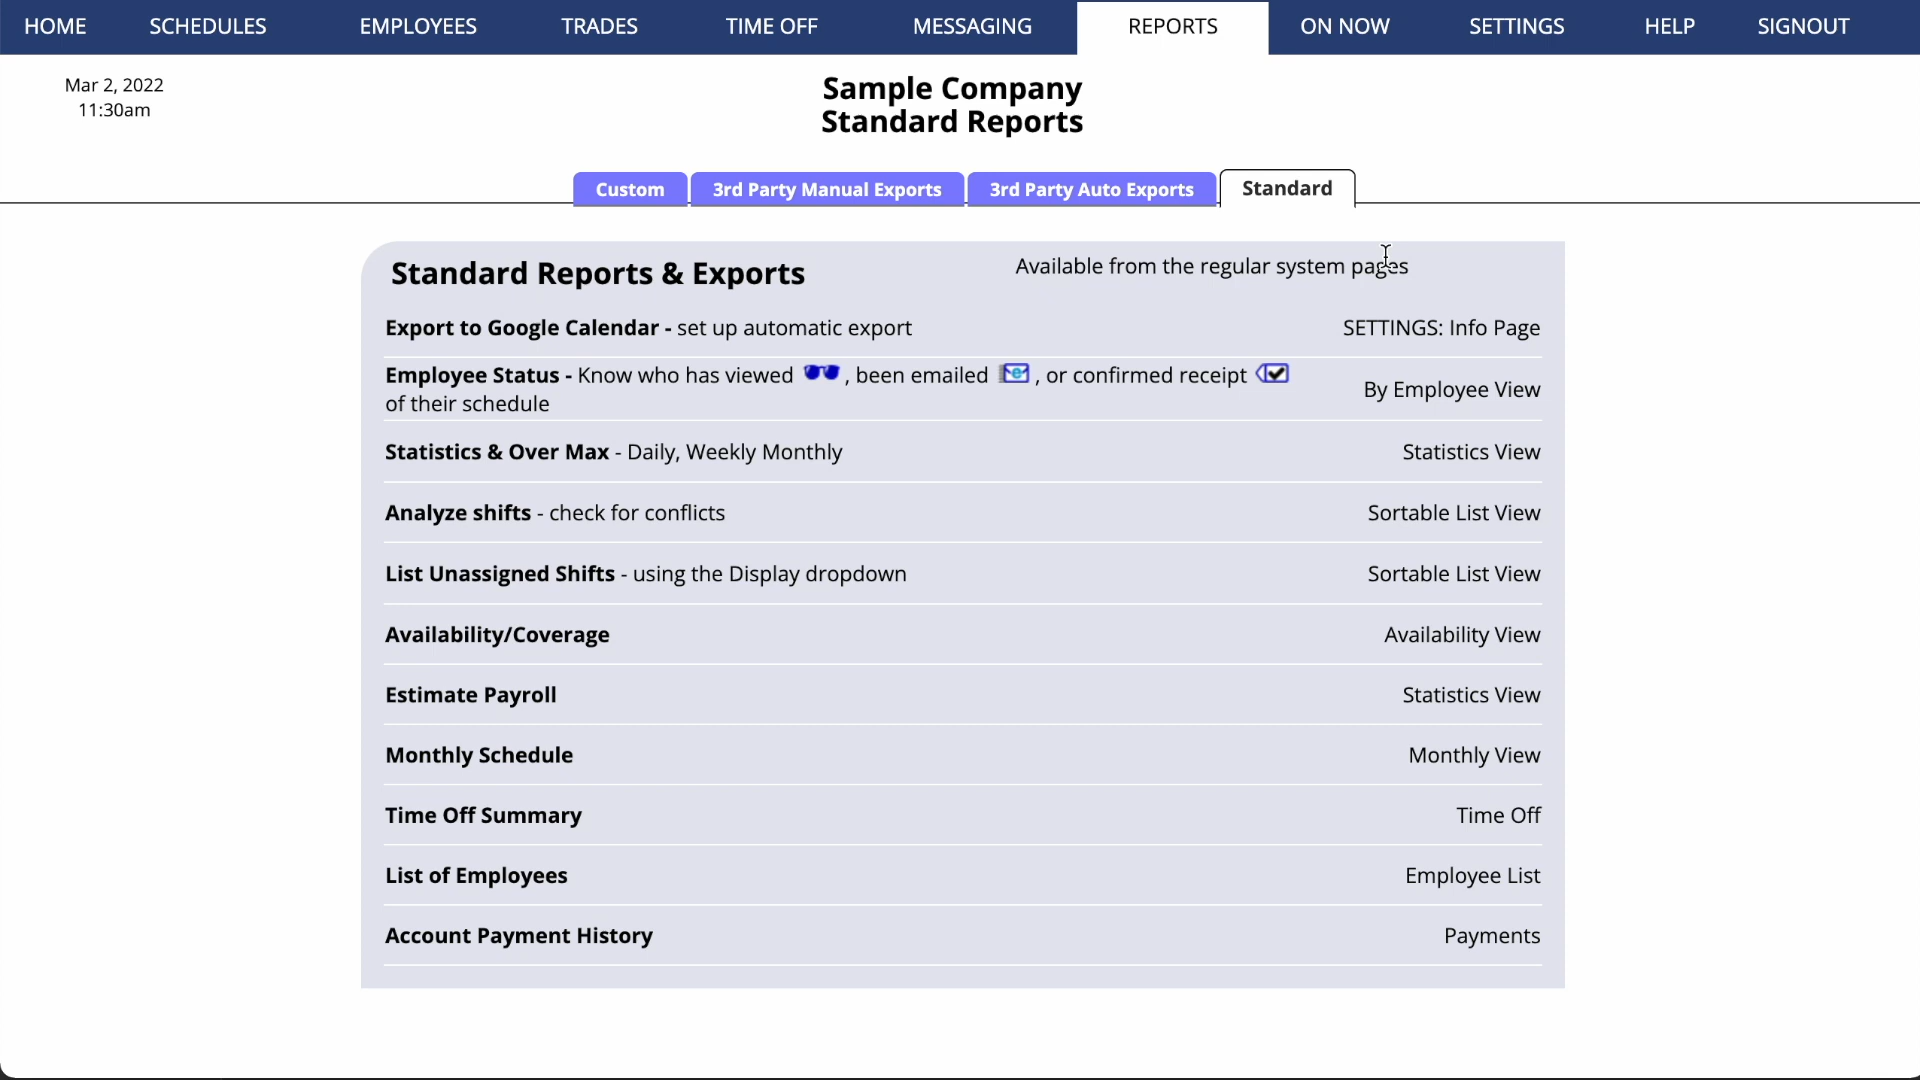 HOME SCHEDULES EMPLOYEES TRADES TIME OFF MESSAGING REPORTS ON NOW SETTINGS HELP SIGNOUT
Mar 2, 2022
11:30am
Sample Company
Standard Reports
Custom 3rd Party Manual Exports 3rd Party Auto Exports Standard
Standard Reports & Exports Available from the regular system pages
Export to Google Calendar - set up automatic export SETTINGS: Info Page
Employee Status - Know who has viewed , been emailed , or confirmed receipt
of their schedule By Employee View
Statistics & Over Max - Daily, Weekly Monthly Statistics View
Analyze shifts - check for conflicts Sortable List View
List Unassigned Shifts - using the Display dropdown Sortable List View
Availability/Coverage Availability View
Estimate Payroll Statistics View
Monthly Schedule Monthly View
Time Off Summary Time Off
List of Employees Employee List
Account Payment History Payments